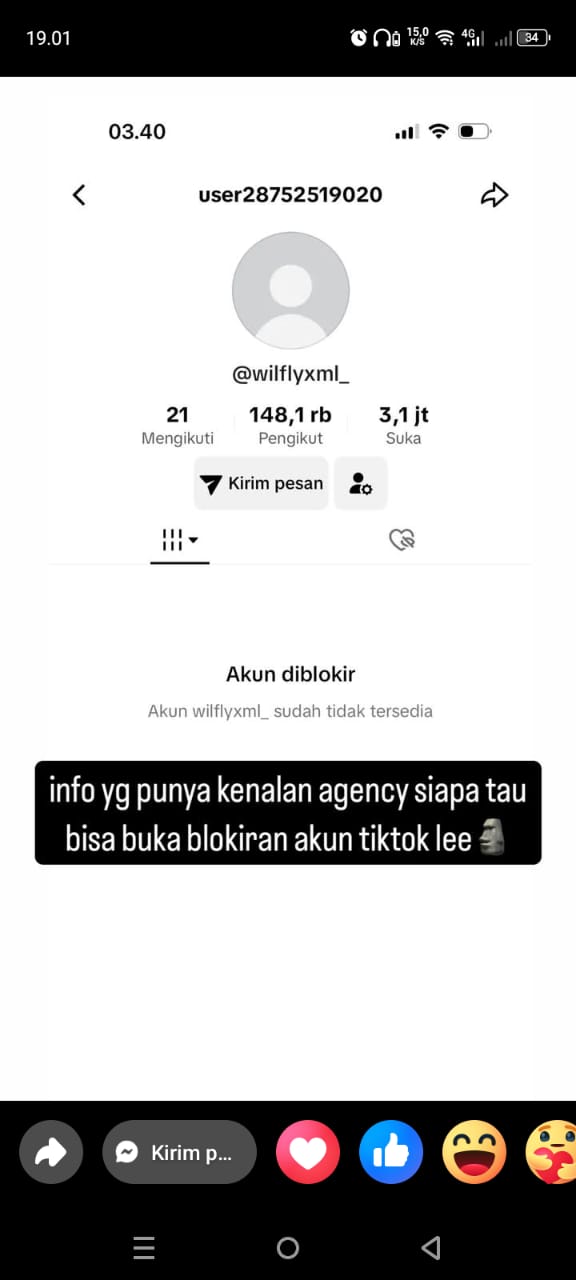 19.01
15,0
K/S
4G
34
03.40
user28752519020
@wilflyxml_
21 148,1 rb 3,1 jt
Mengikuti Pengikut Suka
Kirim pesan
Akun diblokir
Akun wilflyxml_ sudah tidak tersedia
info yg punya kenalan agency siapa tau
bisa buka blokiran akun tiktok lee🗿
Kirim p...